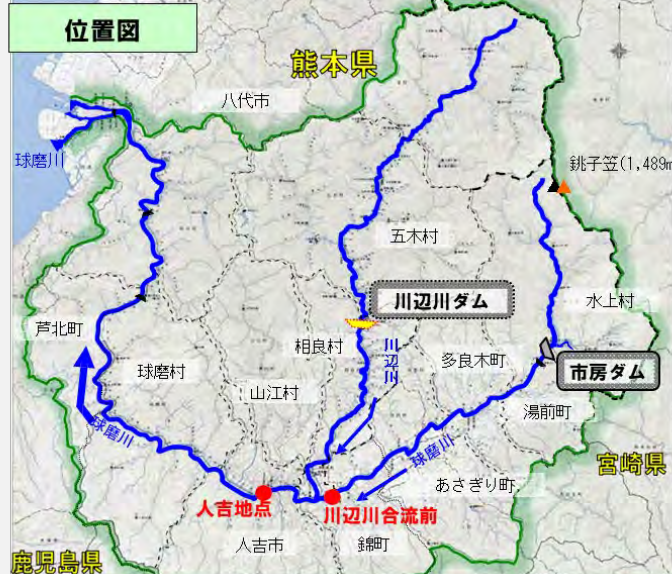 位置図
熊本県
八代市
球磨川
銚子笠(1,489m
五木村
川辺川ダム
水上村
芦北町
相良村
川辺川
球磨村
多良木町
市房ダム
山江村
湯前町
球磨川
球磨川
宮崎県
あさぎり町
人吉地点
川辺川合流前
人吉市
錦町
鹿児島県